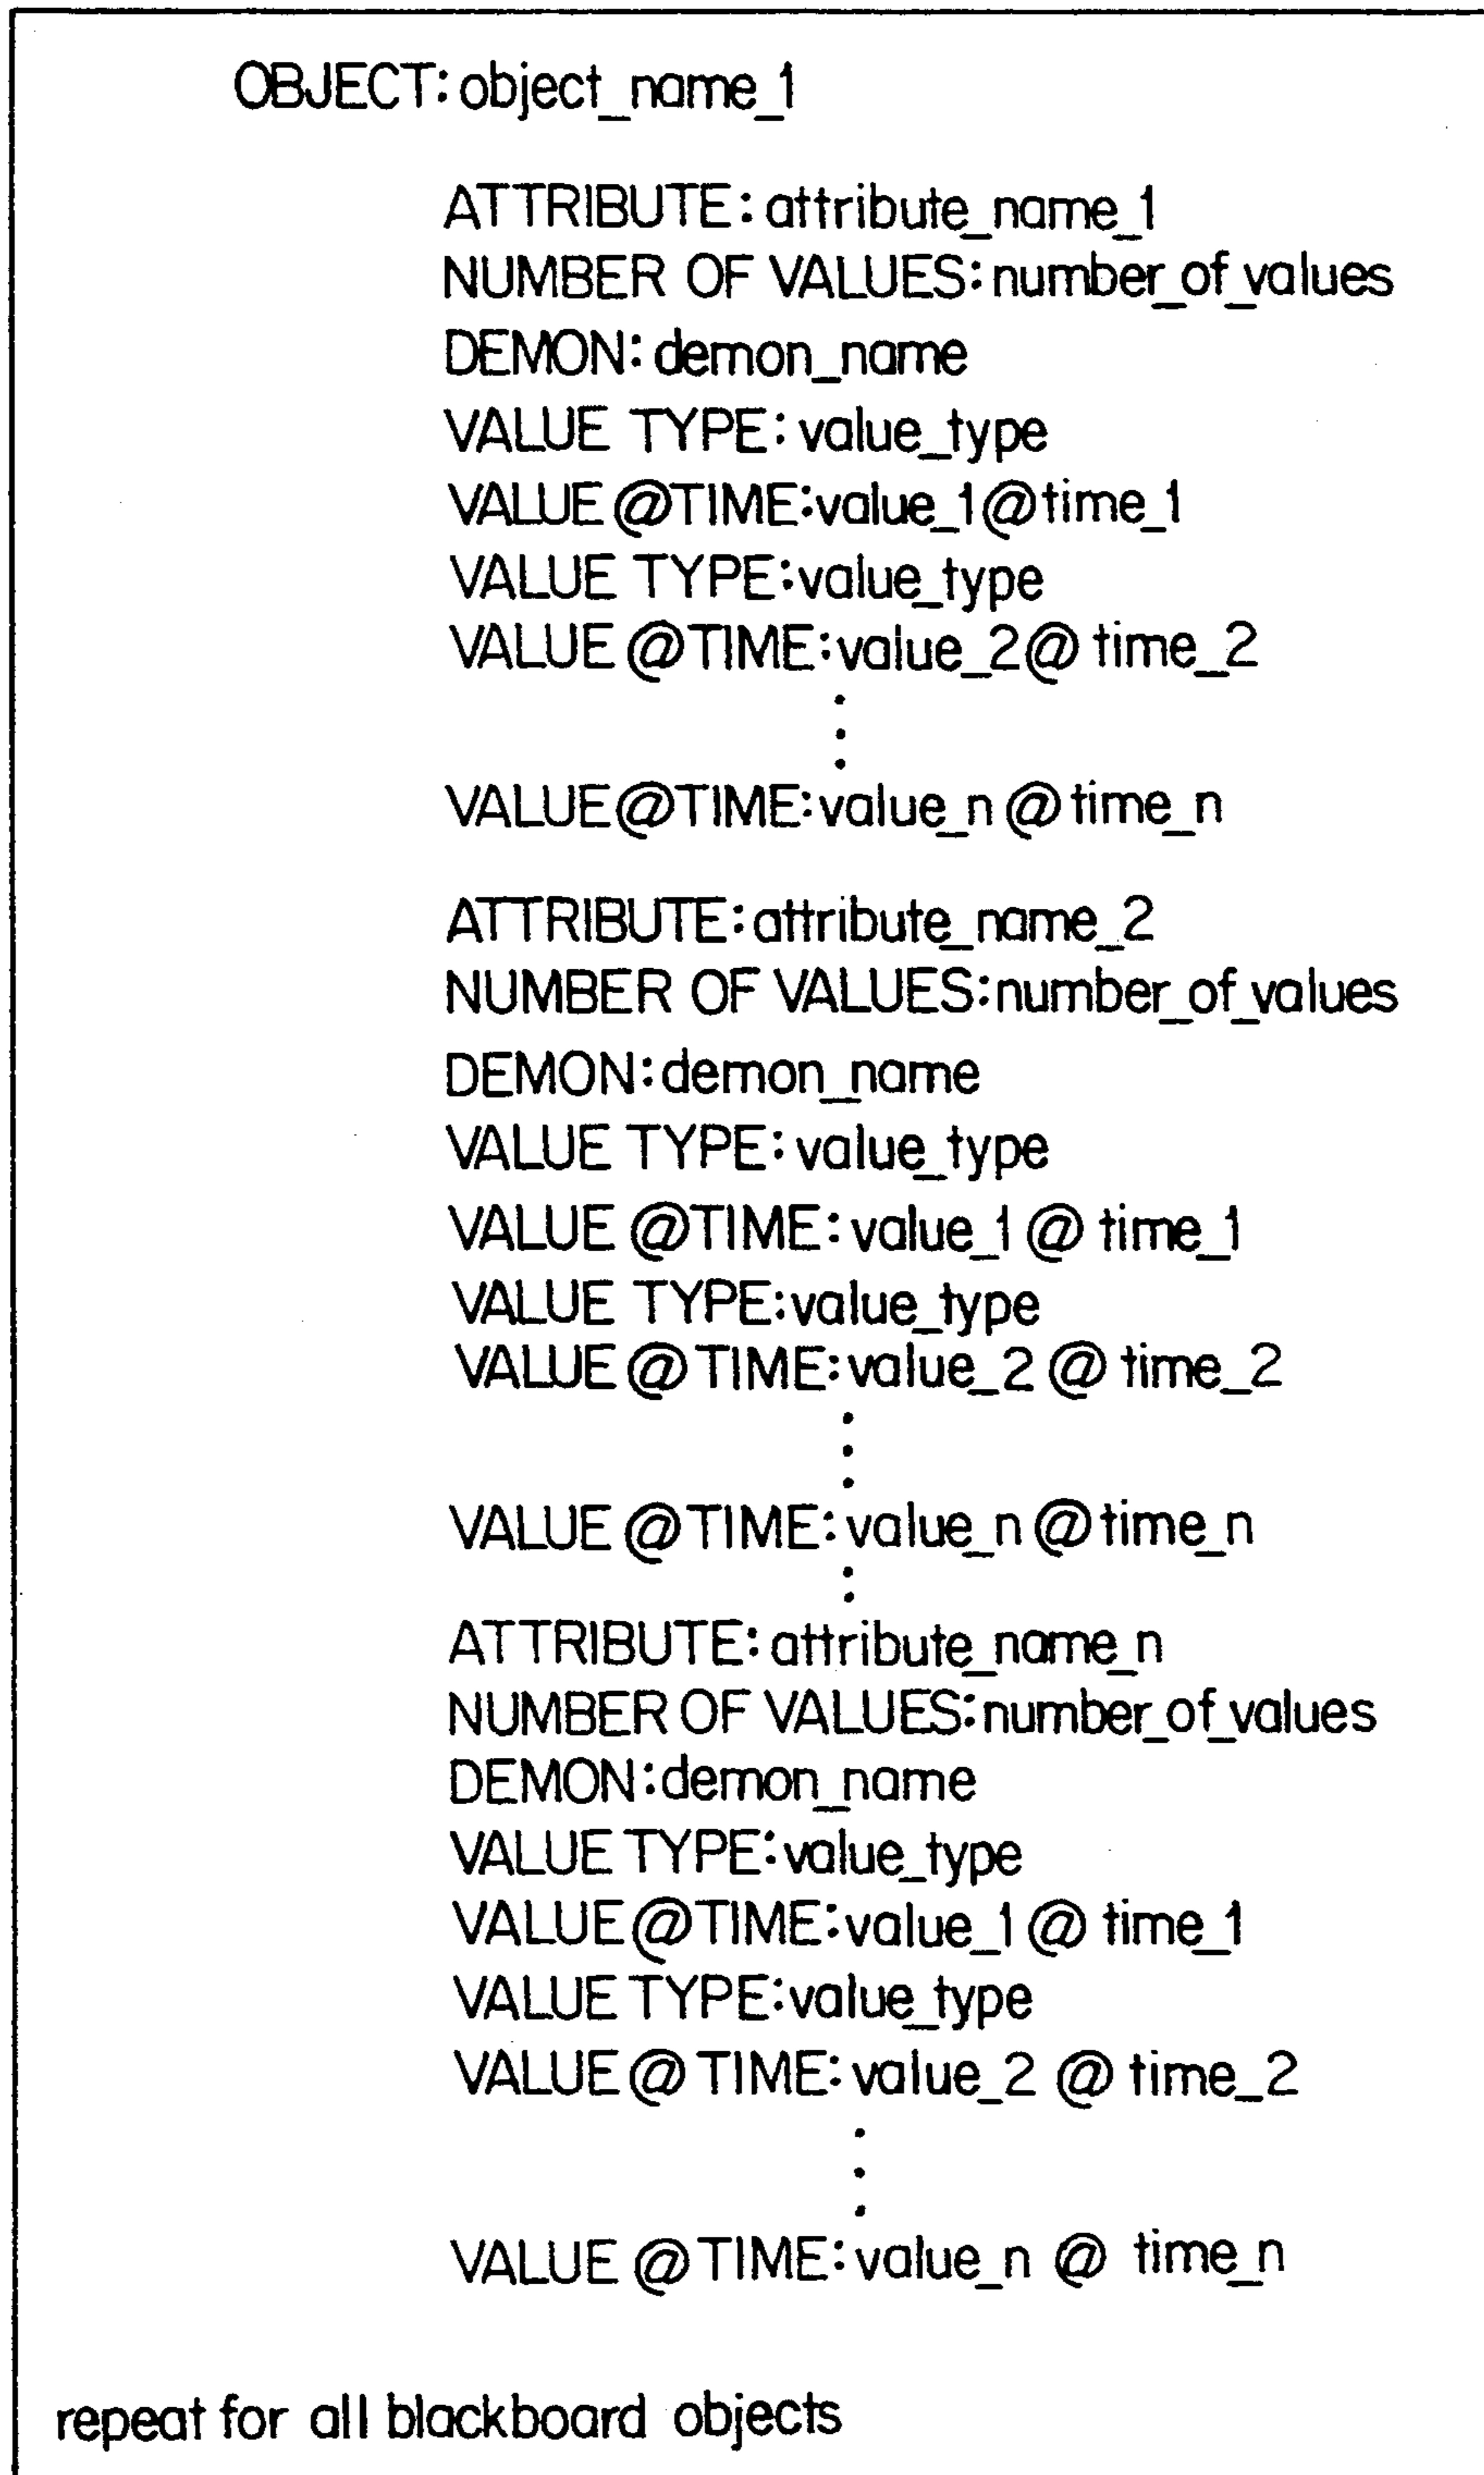 OBJECT: object_name_1
ATTRIBUTE: attribute_name_1
NUMBER OF VALUES: number_of_values
DEMON: demon_name
VALUE TYPE: value_type
VALUE @TIME: value_1@time_1
VALUE TYPE: value_type
VALUE @TIME: value_2@ time_2
VALUE@TIME: value_n @ time_n
ATTRIBUTE: attribute_name_2
NUMBER OF VALUES: number_of_values
DEMON: demon_name
VALUE TYPE: value_type
VALUE @TIME: value_1 @ time_1
VALUE TYPE: value_type
VALUE @ TIME: value_2 @ time_2
VALUE @ TIME: value_n @ time_n
ATTRIBUTE: attribute_name_n
NUMBER OF VALUES: number_of_values
DEMON: demon_name
VALUE TYPE: value_type
VALUE@TIME: value_1 @ time_1
VALUE TYPE: value_type
VALUE@ TIME: value_2 @ time_2
VALUE @ TIME: value_n @ time_n
repeat for all blackboard objects